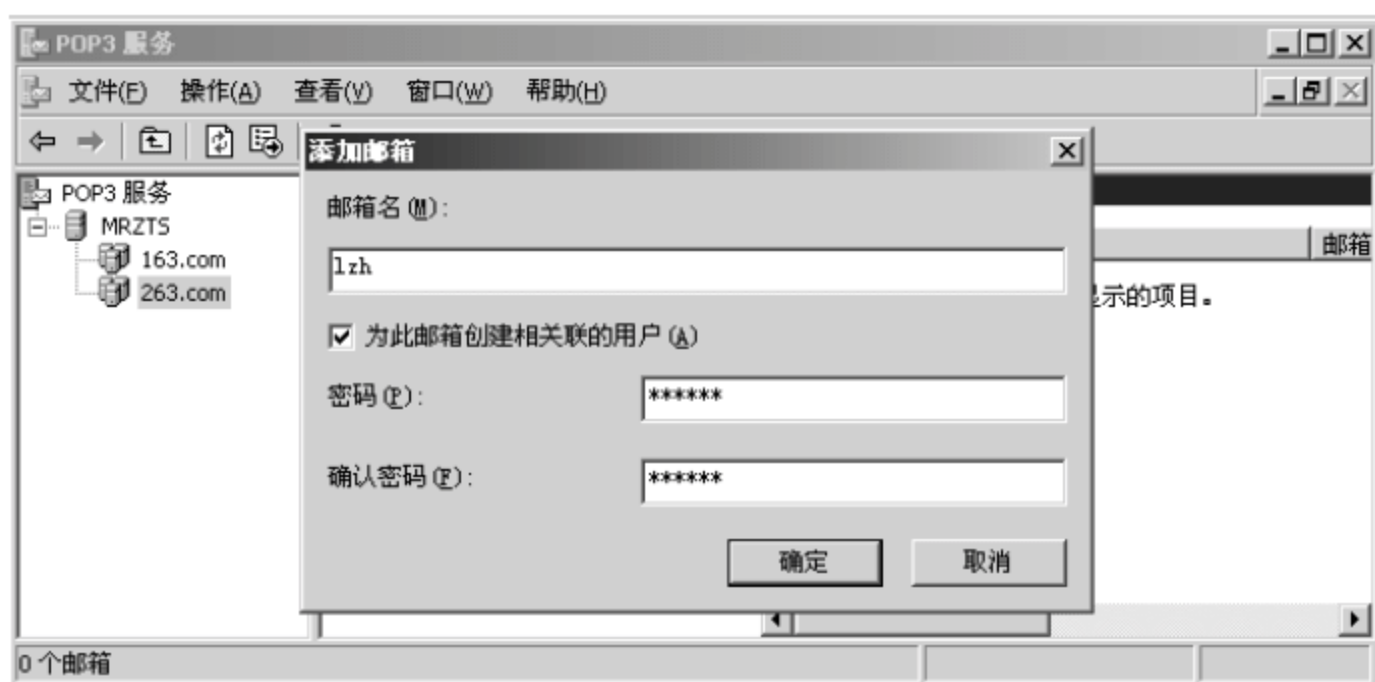 POP3 服务
文件(F) 操作(A) 查看(V) 窗口(W) 帮助(H)
添加邮箱
POP3 服务
MRZTS
163.com
263.com
邮箱名(M):
lzh
为此邮箱创建相关联的用户(A)
密码(P):
******
确认密码(F):
******
确定
取消
邮箱
示的项目。
0 个邮箱